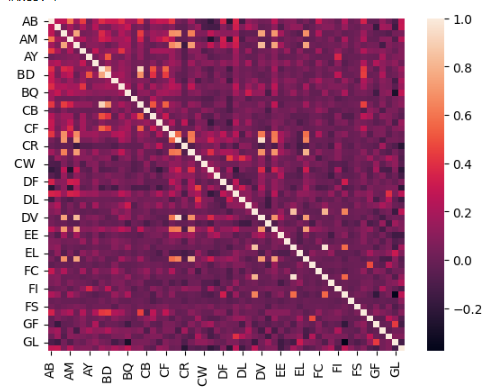 AB
AM
AY
BD
BQ
CB
CF
CR
CW
DF
DL
DV
EE
EL
FC
FI
FS
GF
GL
AB AM AY BD BQ CB CF CR CW DF DL DV EE EL FC FI FS GF GL
1.0
0.8
0.6
0.4
0.2
0.0
−0.2